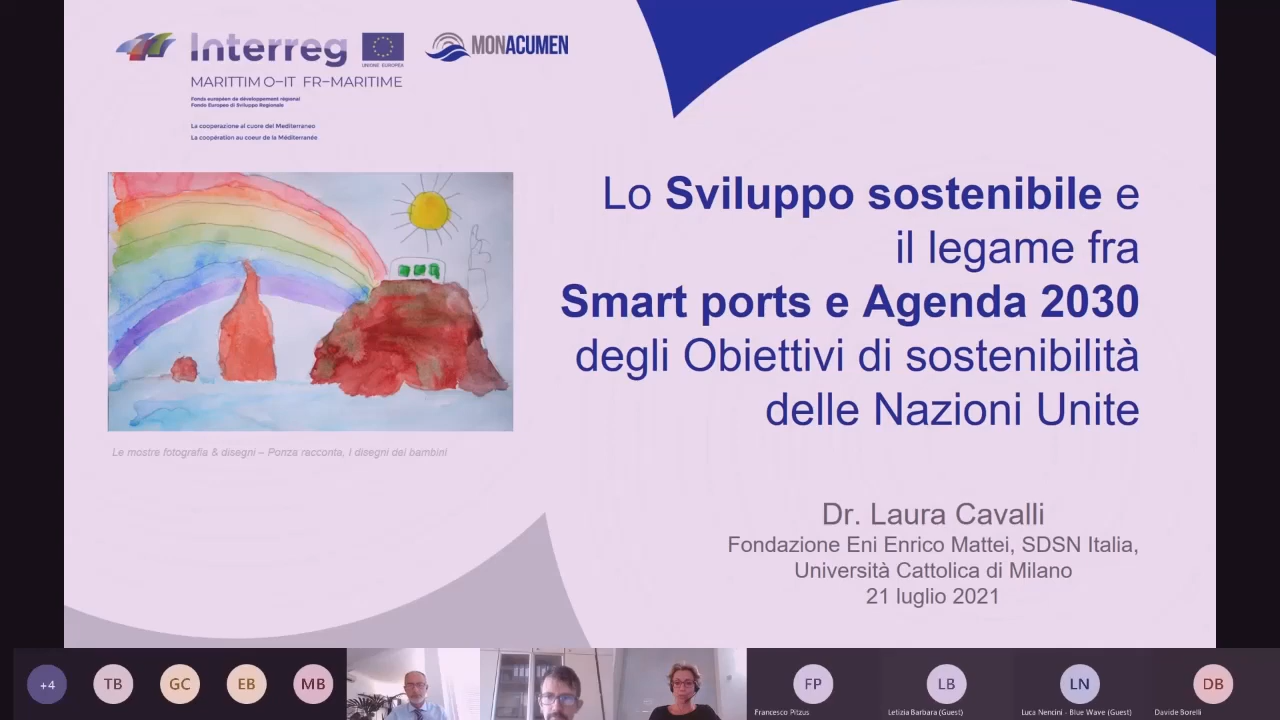 Interreg
UNIONE EUROPEA
MONACUMEN
MARITTIMO-IT FR-MARITIME
Fonds européen de développement régional
Fondo Europeo di Sviluppo Regionale
La cooperazione al cuore del Mediterraneo
La coopération au coeur de la Méditerranée
Lo Sviluppo sostenibile e
il legame fra
Smart ports e Agenda 2030
degli Obiettivi di sostenibilità
delle Nazioni Unite
Le mostre fotografia & disegni – Ponza racconta, I disegni dei bambini
Dr. Laura Cavalli
Fondazione Eni Enrico Mattei, SDSN Italia,
Università Cattolica di Milano
21 luglio 2021
+4
TB
GC
EB
MB
FP
LB
LN
DB
Francesco Pitzus
Letizia Barbara (Guest)
Luca Nencini - Blue Wave (Guest)
Davide Borelli